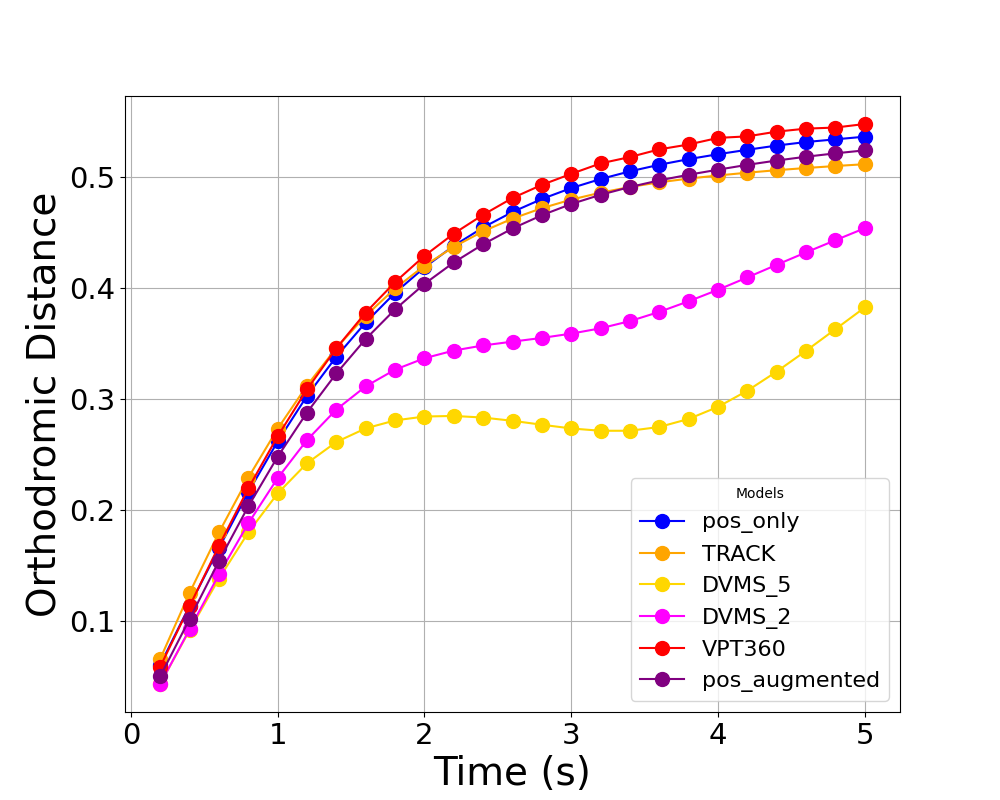 Orthodromic Distance
0.5
0.4
0.3
0.2
0.1
Models
pos_only
TRACK
DVMS_5
DVMS_2
VPT360
pos_augmented
0 1 2 3 4 5
Time (s)